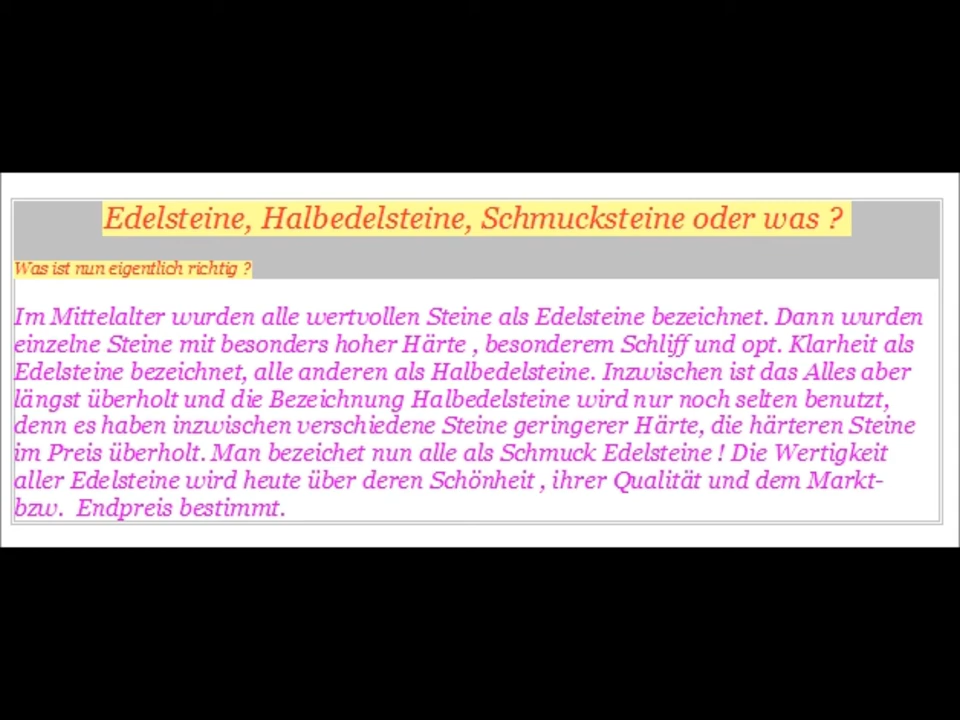 Edelsteine, Halbedelsteine, Schmucksteine oder was ?
Was ist nun eigentlich richtig ?
Im Mittelalter wurden alle wertvollen Steine als Edelsteine bezeichnet. Dann wurden
einzelne Steine mit besonders hoher Härte , besonderem Schliff und opt. Klarheit als
Edelsteine bezeichnet, alle anderen als Halbedelsteine. Inzwischen ist das Alles aber
längst überholt und die Bezeichnung Halbedelsteine wird nur noch selten benutzt,
denn es haben inzwischen verschiedene Steine geringerer Härte, die härteren Steine
im Preis überholt. Man bezeichet nun alle als Schmuck Edelsteine ! Die Wertigkeit
aller Edelsteine wird heute über deren Schönheit , ihrer Qualität und dem Markt-
bzw.  Endpreis bestimmt.